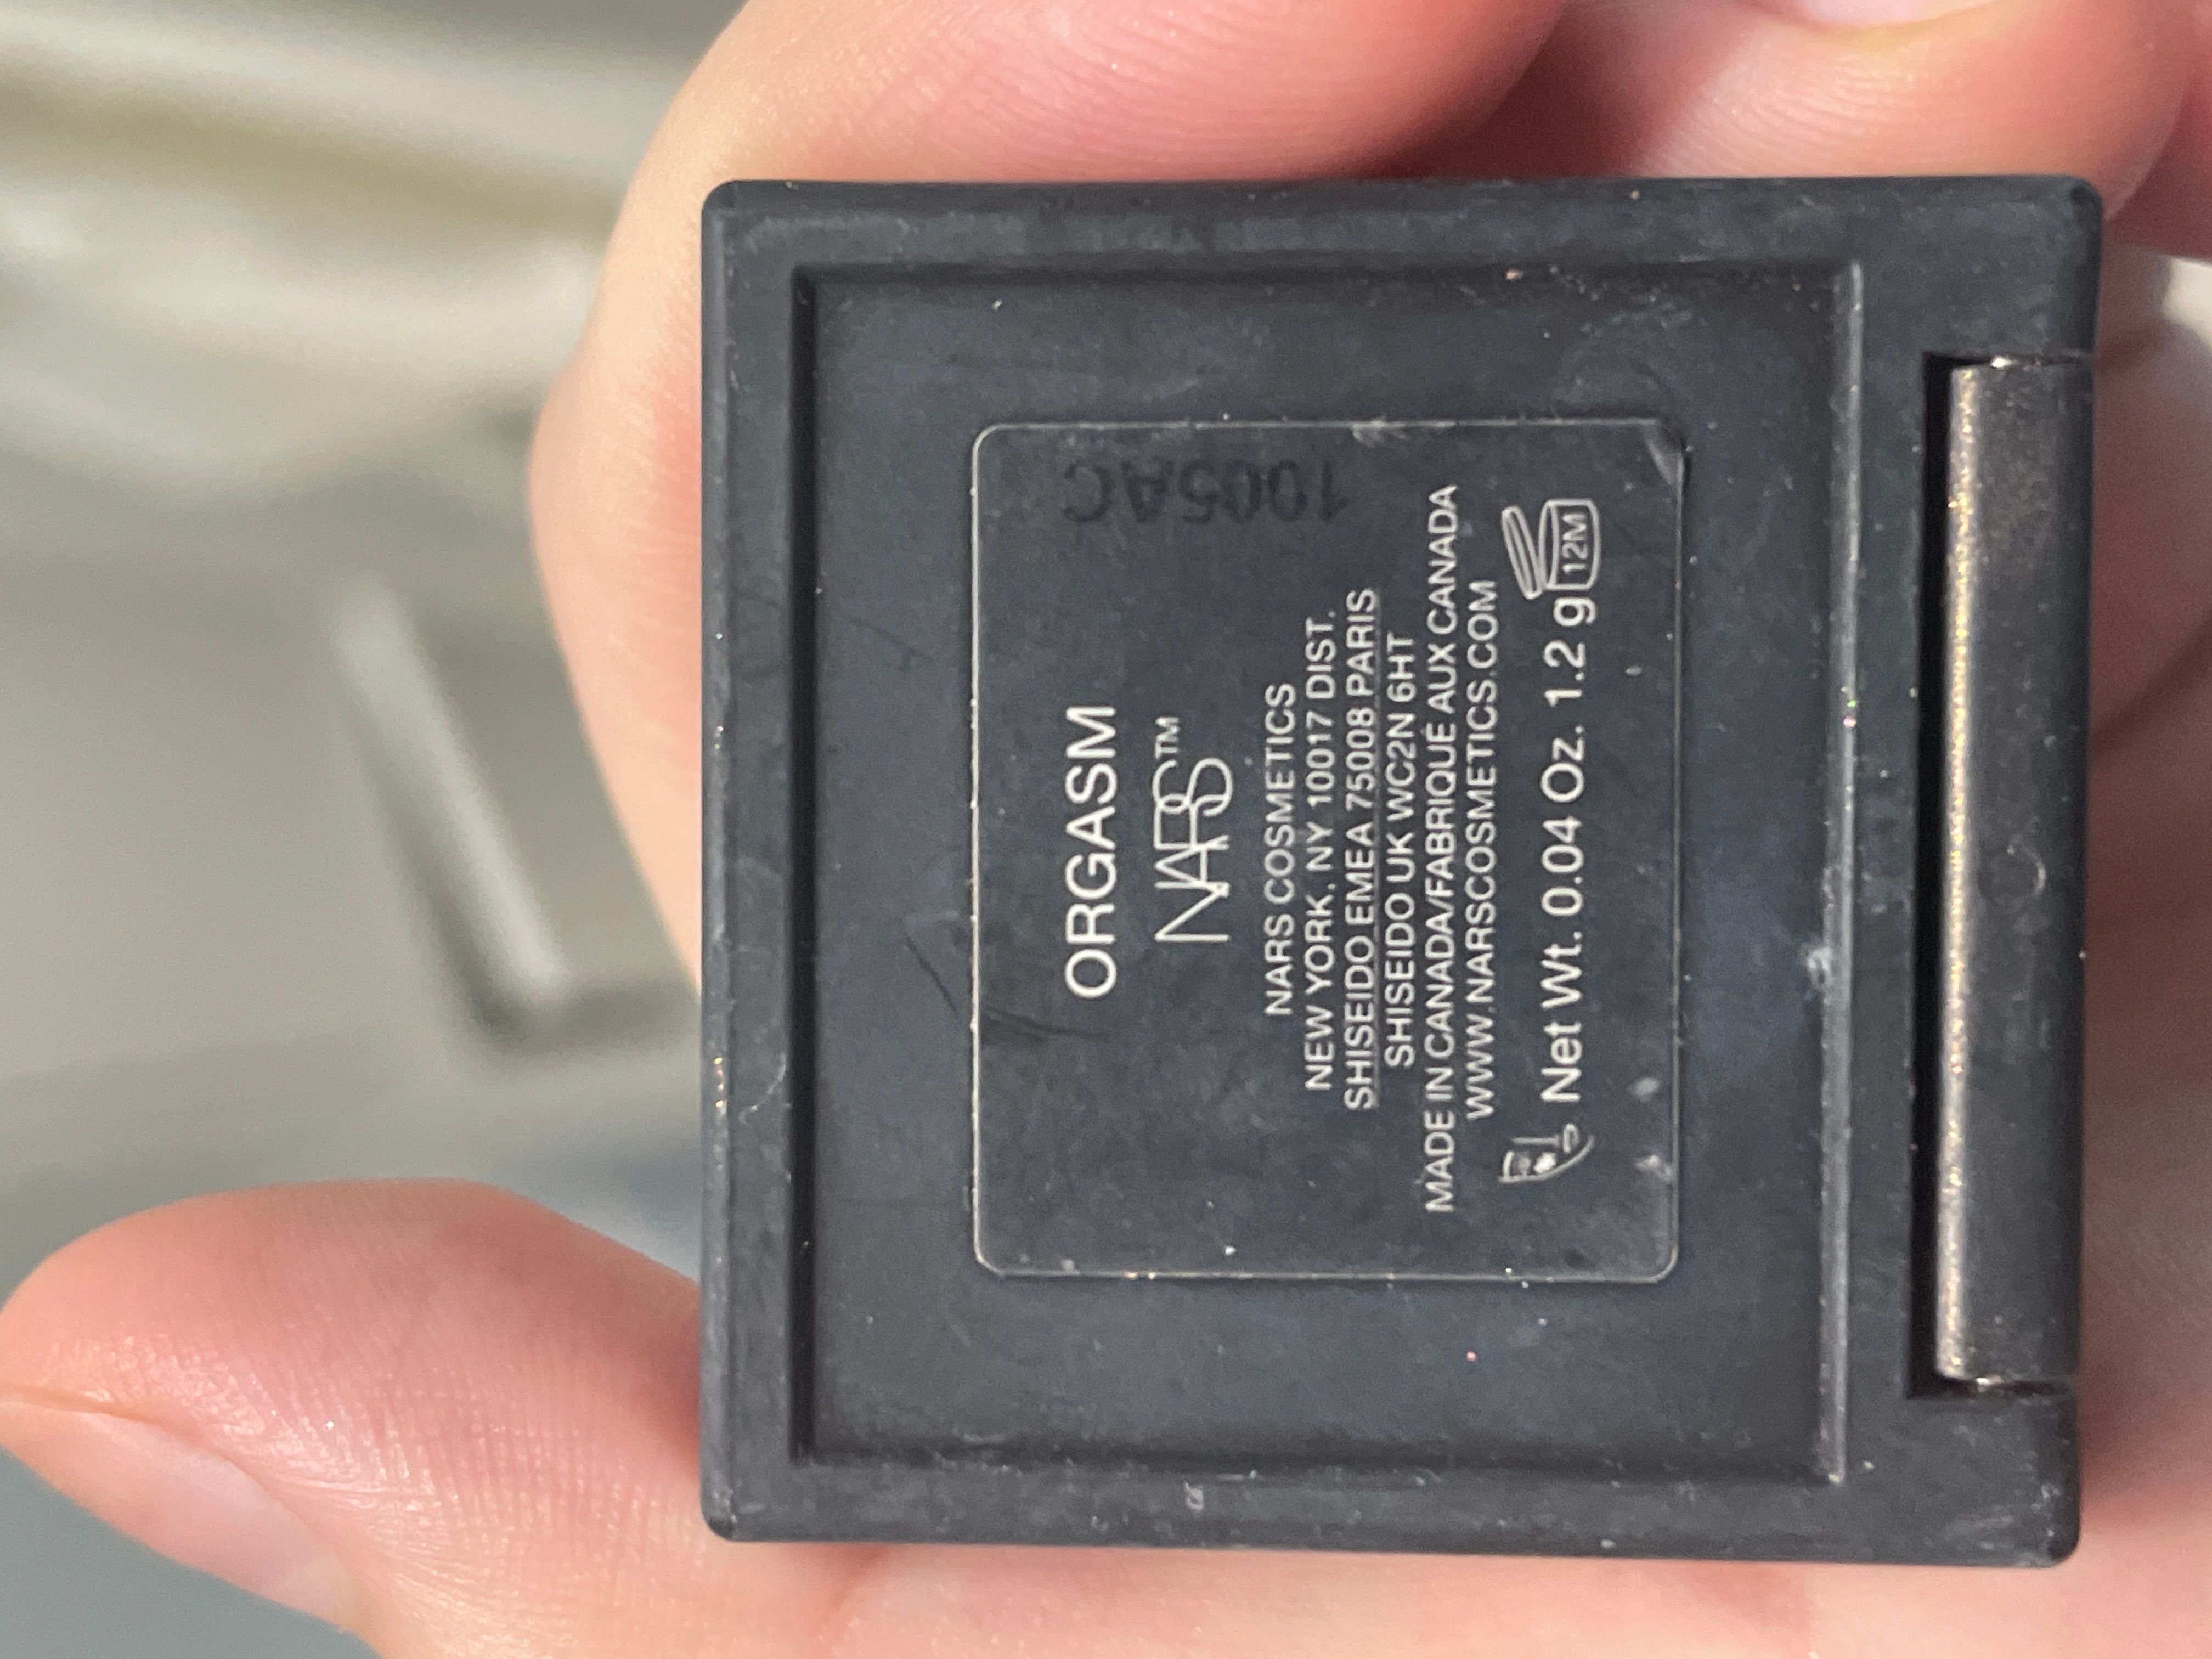 ORGASM
NARS™
NARS COSMETICS
NEW YORK, NY 10017 DIST.
SHISEIDO EMEA 75008 PARIS
SHISEIDO UK WC2N 6HT
MADE IN CANADA/FABRIQUÉ AUX CANADA
WWW.NARSCOSMETICS.COM
Net Wt. 0.04 Oz. 1.2 g 12M
1005AC